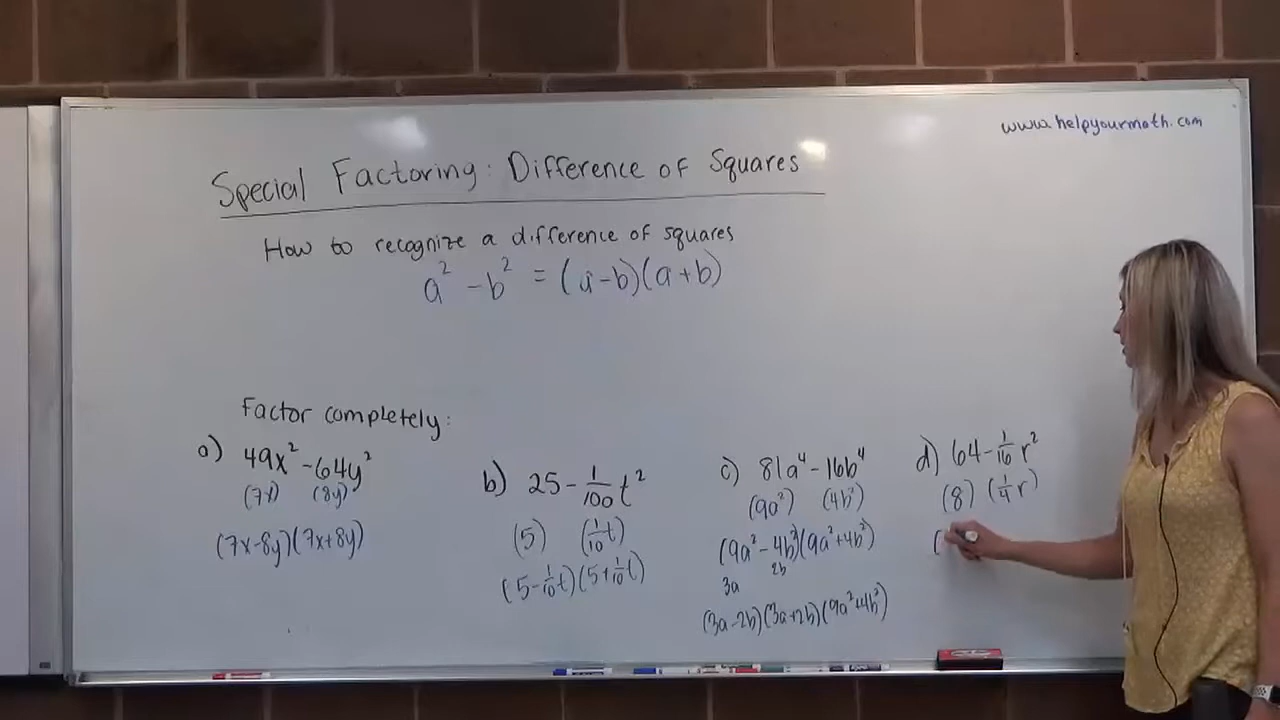 www.helpyourmath.com
Special Factoring: Difference of Squares
How to recognize a difference of squares
a² - b² = (a-b)(a+b)
Factor completely:
a) 49x² - 64y²
(7x) (8y)
(7x-8y)(7x+8y)
b) 25 - 1/100 t²
(5) (1/10 t)
(5 - 1/10 t)(5 + 1/10 t)
c) 81a⁴ - 16b⁴
(9a²) (4b²)
(9a² - 4b²)(9a² + 4b²)
3a 2b
(3a-2b)(3a+2b)(9a²+4b²)
d) 64 - 1/16 r²
(8) (1/4 r)
(